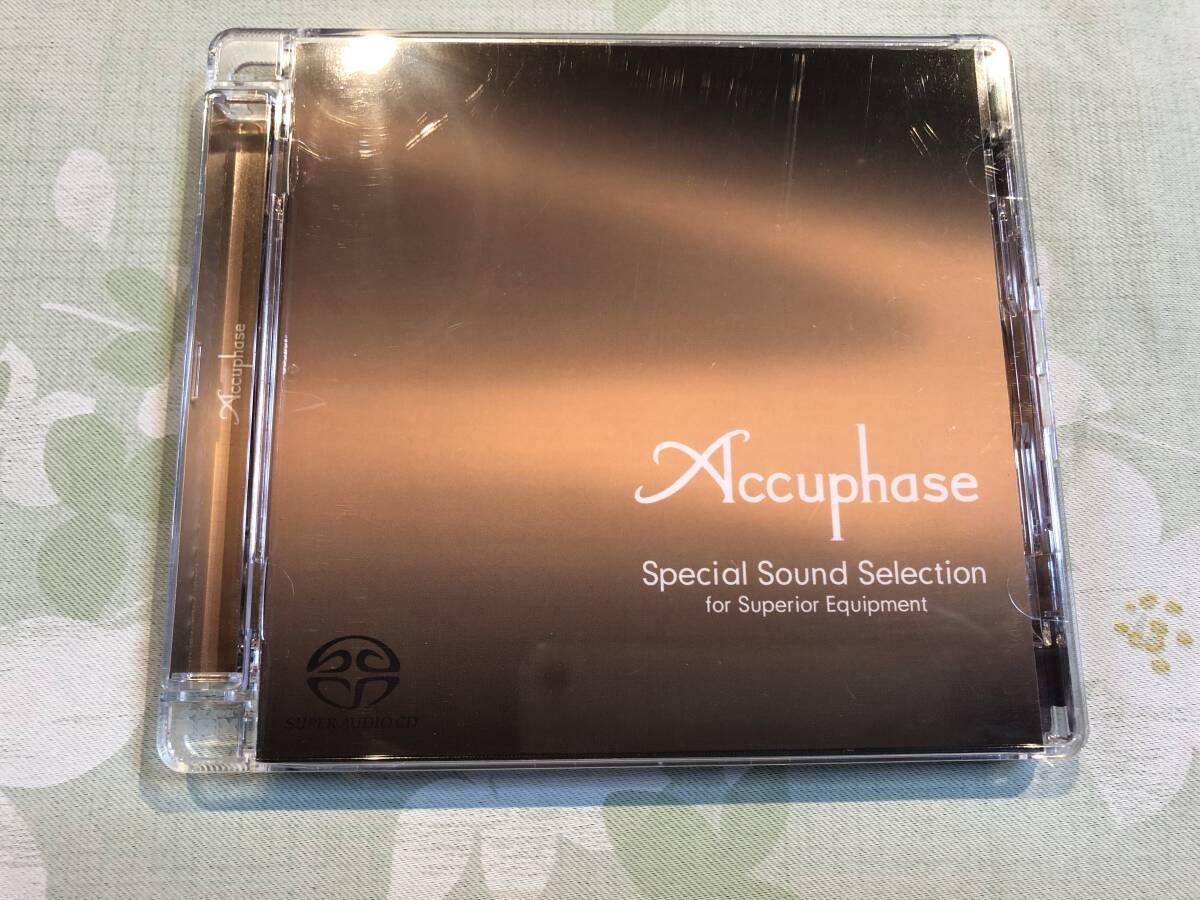 Accuphase
Accuphase
Special Sound Selection
for Superior Equipment
SUPER AUDIO CD